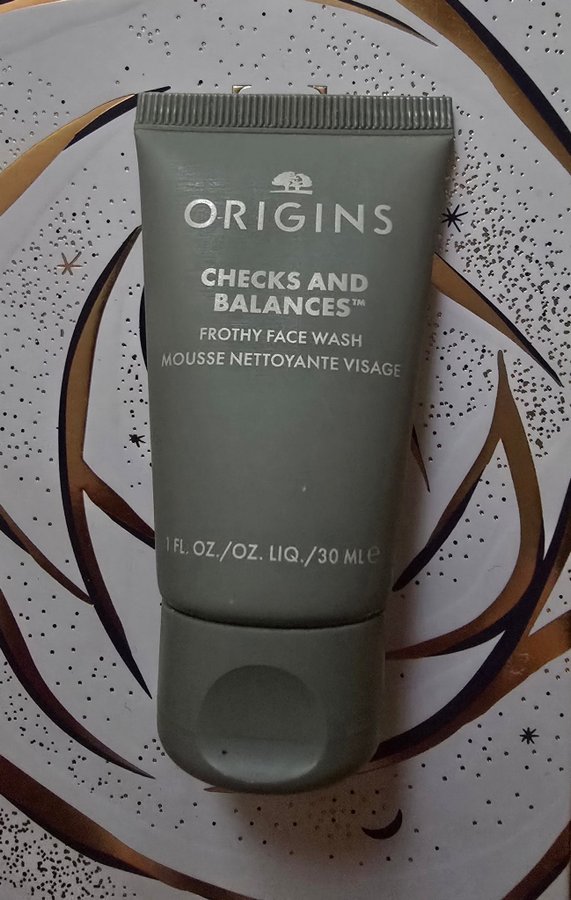 ORIGINS
CHECKS AND
BALANCES™
FROTHY FACE WASH
MOUSSE NETTOYANTE VISAGE
1 FL. OZ./OZ. LIQ./30 ML ℮